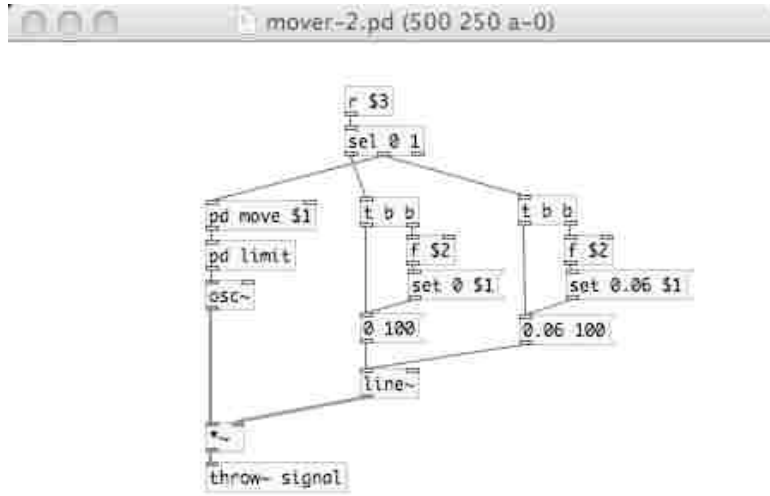 mover-2.pd (500 250 a-0)
r $3
sel 0 1
pd move $1
t b b
t b b
pd limit
f $2
f $2
osc~
set 0 $1
set 0.06 $1
0 100
0.06 100
line~
*~
throw~ signal